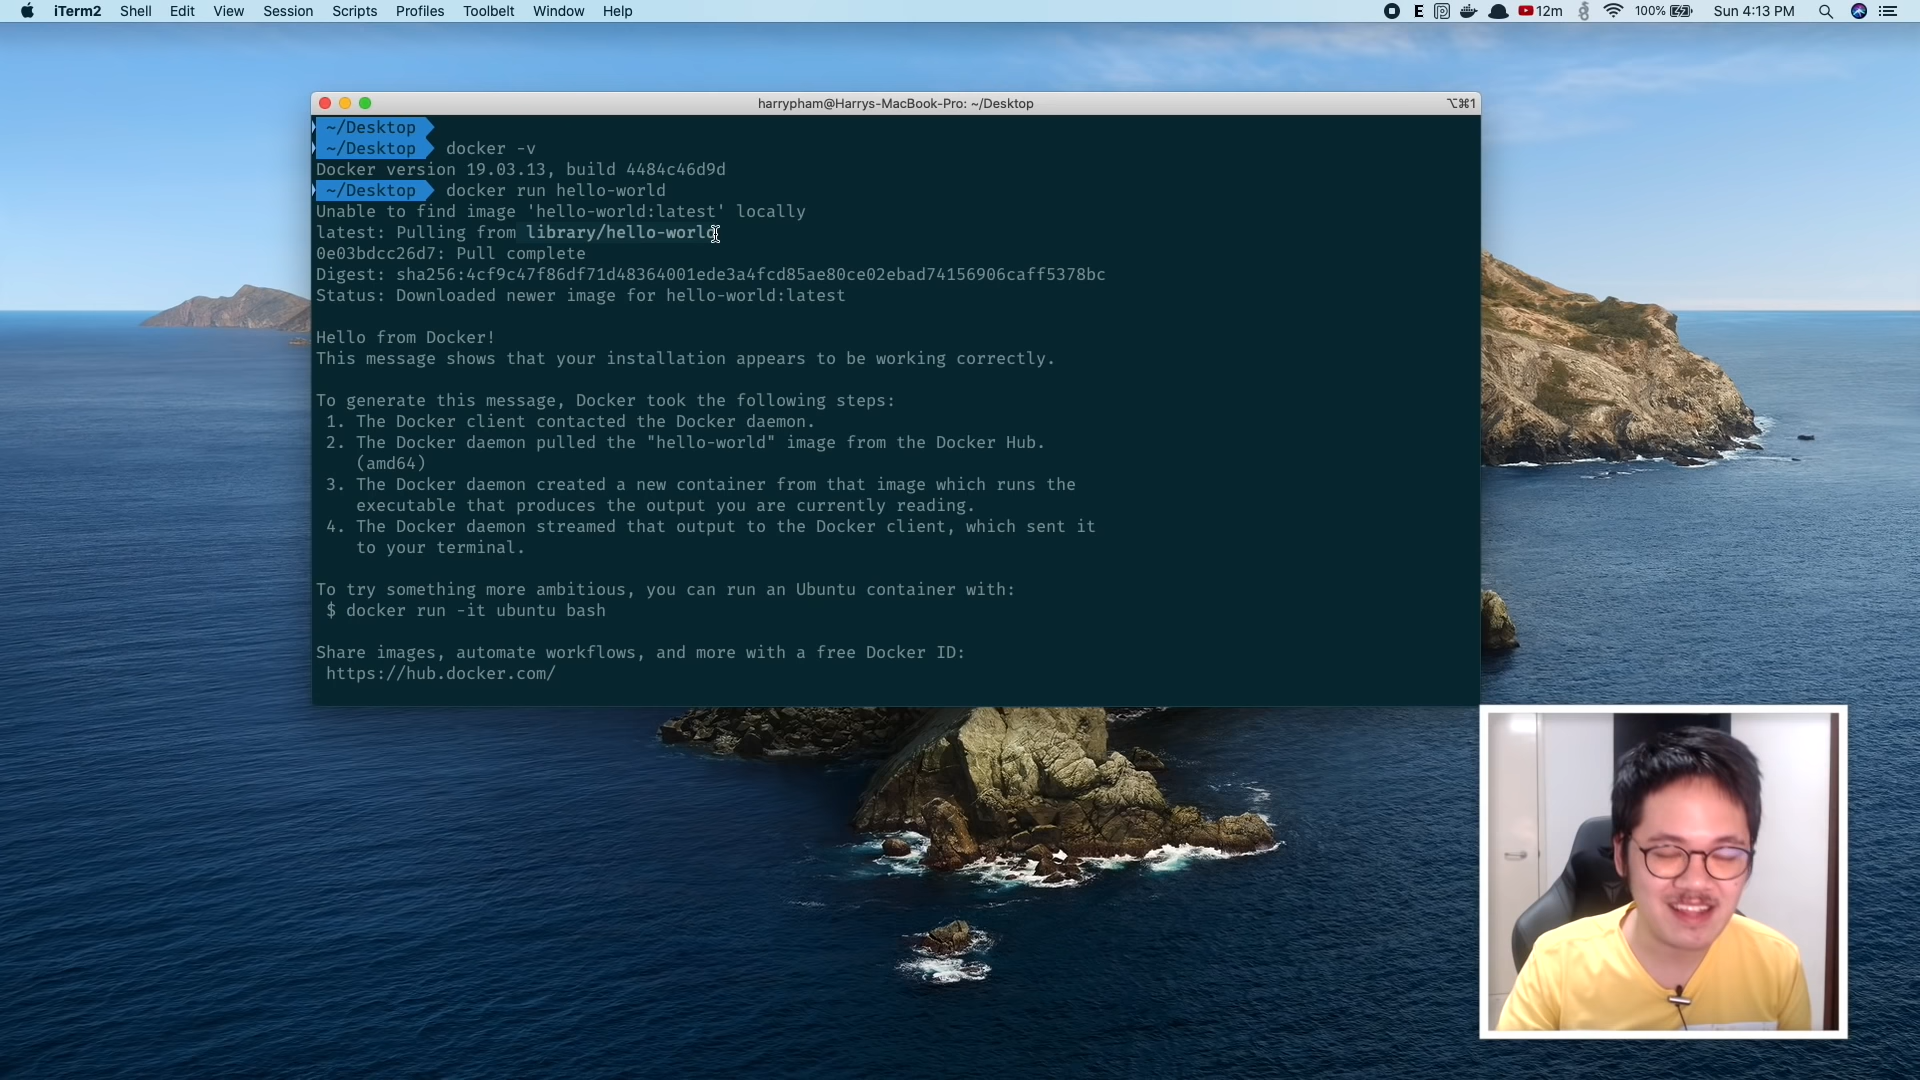 iTerm2 Shell Edit View Session Scripts Profiles Toolbelt Window Help E 12m 100% Sun 4:13 PM
harrypham@Harrys-MacBook-Pro: ~/Desktop ⌥⌘1
~/Desktop
~/Desktop docker -v
Docker version 19.03.13, build 4484c46d9d
~/Desktop docker run hello-world
Unable to find image 'hello-world:latest' locally
latest: Pulling from library/hello-world
0e03bdcc26d7: Pull complete
Digest: sha256:4cf9c47f86df71d48364001ede3a4fcd85ae80ce02ebad74156906caff5378bc
Status: Downloaded newer image for hello-world:latest
Hello from Docker!
This message shows that your installation appears to be working correctly.
To generate this message, Docker took the following steps:
1. The Docker client contacted the Docker daemon.
2. The Docker daemon pulled the "hello-world" image from the Docker Hub.
(amd64)
3. The Docker daemon created a new container from that image which runs the
executable that produces the output you are currently reading.
4. The Docker daemon streamed that output to the Docker client, which sent it
to your terminal.
To try something more ambitious, you can run an Ubuntu container with:
$ docker run -it ubuntu bash
Share images, automate workflows, and more with a free Docker ID:
https://hub.docker.com/